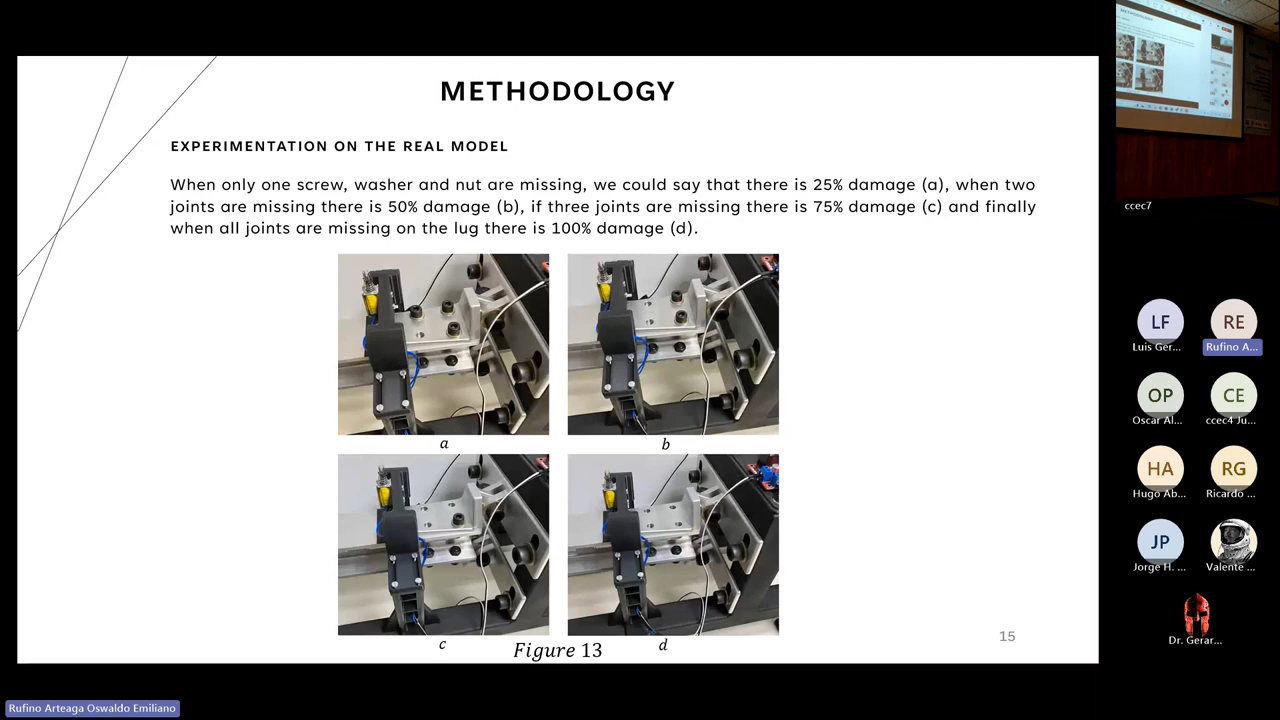 METHODOLOGY
EXPERIMENTATION ON THE REAL MODEL
When only one screw, washer and nut are missing, we could say that there is 25% damage (a), when two
joints are missing there is 50% damage (b), if three joints are missing there is 75% damage (c) and finally
when all joints are missing on the lug there is 100% damage (d).
a
b
c
d
Figure 13
15
Rufino Arteaga Oswaldo Emiliano
METHODOLOGY
ccec7
LF
Luis Ger...
RE
Rufino A...
OP
Oscar Al...
CE
ccec4 Ju...
HA
Hugo Ab...
RG
Ricardo ...
JP
Jorge H. ...
Valente ...
Dr. Gerar...